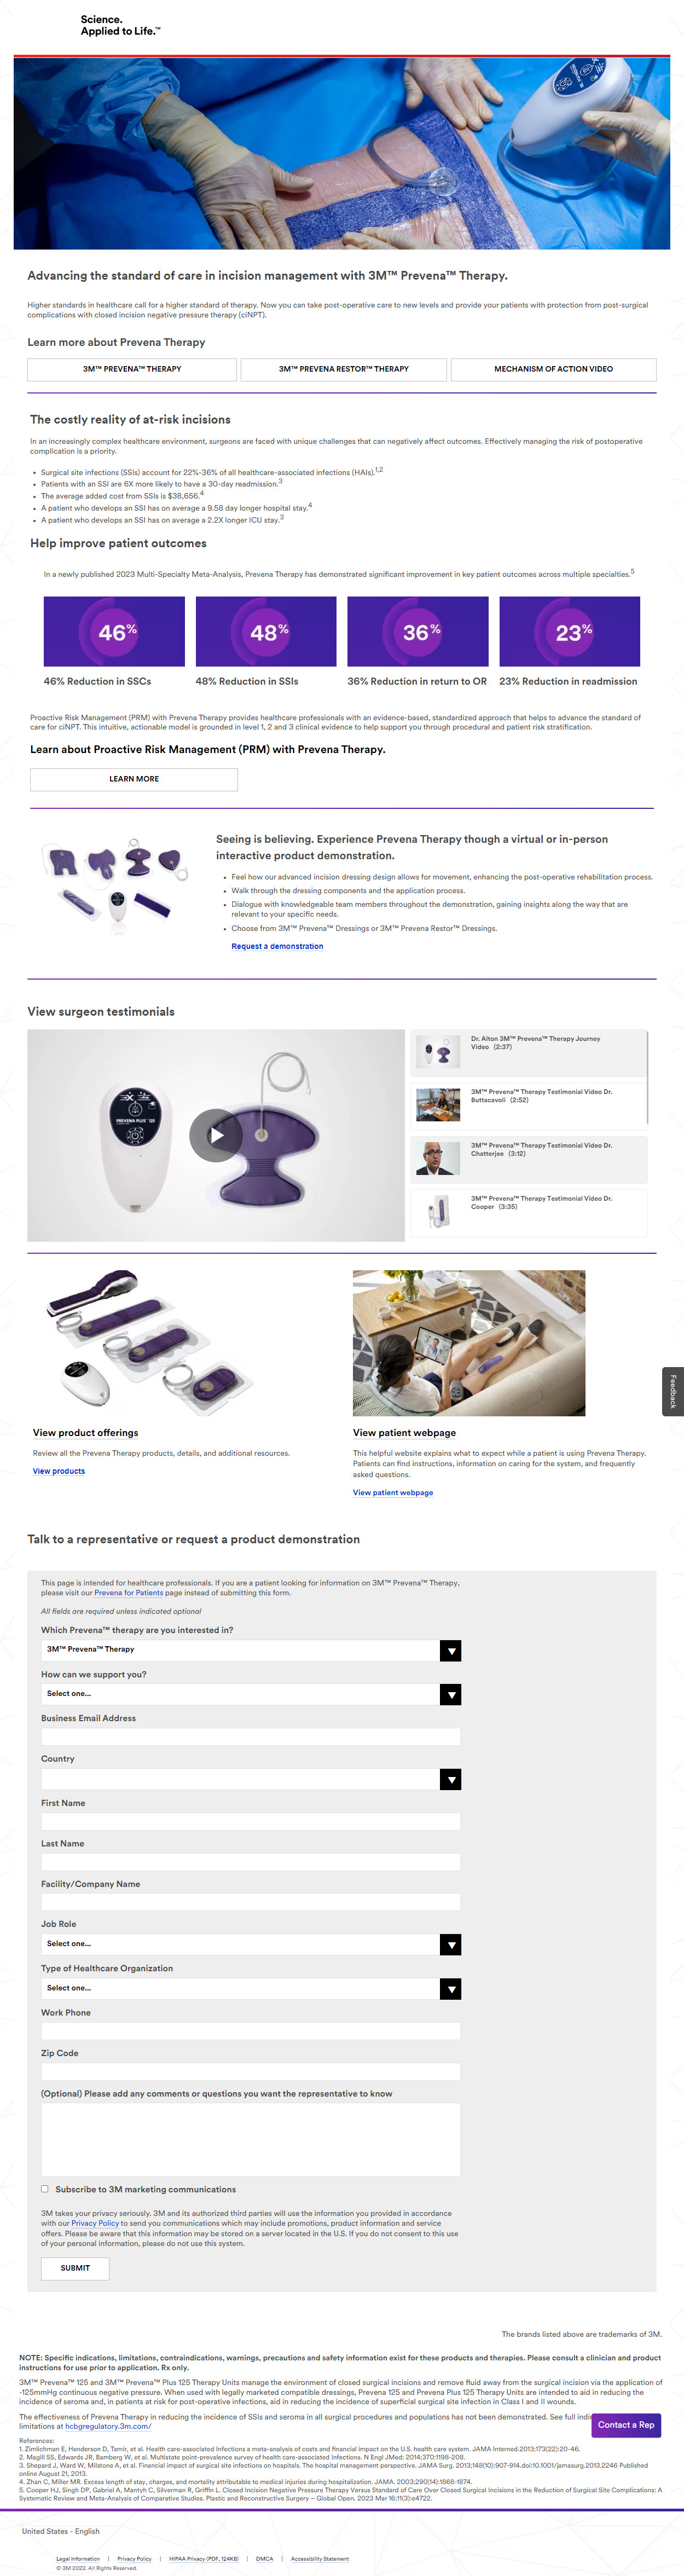 Science.
Applied to Life.™
Advancing the standard of care in incision management with 3M™ Prevena™ Therapy.
Higher standards in healthcare call for a higher standard of therapy. Now you can take post-operative care to new levels and provide your patients with protection from post-surgical
complications with closed incision negative pressure therapy (ciNPT).
Learn more about Prevena Therapy
3M™ PREVENA™ THERAPY
3M™ PREVENA RESTOR™ THERAPY
MECHANISM OF ACTION VIDEO
The costly reality of at-risk incisions
In an increasingly complex healthcare environment, surgeons are faced with unique challenges that can negatively affect outcomes. Effectively managing the risk of postoperative
complication is a priority.
• Surgical site infections (SSIs) account for 22%-36% of all healthcare-associated infections (HAIs).1,2
• Patients with an SSI are 6X more likely to have a 30-day readmission.3
• The average added cost from SSIs is $38,656.4
• A patient who develops an SSI has on average a 9.58 day longer hospital stay.4
• A patient who develops an SSI has on average a 2.2X longer ICU stay.3
Help improve patient outcomes
In a newly published 2023 Multi-Specialty Meta-Analysis, Prevena Therapy has demonstrated significant improvement in key patient outcomes across multiple specialties.5
46%
48%
36%
23%
46% Reduction in SSCs
48% Reduction in SSIs
36% Reduction in return to OR
23% Reduction in readmission
Proactive Risk Management (PRM) with Prevena Therapy provides healthcare professionals with an evidence-based, standardized approach that helps to advance the standard of
care for ciNPT. This intuitive, actionable model is grounded in level 1, 2 and 3 clinical evidence to help support you through procedural and patient risk stratification.
Learn about Proactive Risk Management (PRM) with Prevena Therapy.
LEARN MORE
Seeing is believing. Experience Prevena Therapy though a virtual or in-person
interactive product demonstration.
• Feel how our advanced incision dressing design allows for movement, enhancing the post-operative rehabilitation process.
• Walk through the dressing components and the application process.
• Dialogue with knowledgeable team members throughout the demonstration, gaining insights along the way that are
relevant to your specific needs.
• Choose from 3M™ Prevena™ Dressings or 3M™ Prevena Restor™ Dressings.
Request a demonstration
View surgeon testimonials
PREVENA PLUS™ 125
Dr. Alton 3M™ Prevena™ Therapy Journey
Video (2:37)
3M™ Prevena™ Therapy Testimonial Video Dr.
Buttacavoli (2:52)
3M™ Prevena™ Therapy Testimonial Video Dr.
Chatterjee (3:12)
3M™ Prevena™ Therapy Testimonial Video Dr.
Cooper (3:35)
View product offerings
Review all the Prevena Therapy products, details, and additional resources.
View products
View patient webpage
This helpful website explains what to expect while a patient is using Prevena Therapy.
Patients can find instructions, information on caring for the system, and frequently
asked questions.
View patient webpage
Feedback
Talk to a representative or request a product demonstration
This page is intended for healthcare professionals. If you are a patient looking for information on 3M™ Prevena™ Therapy,
please visit our Prevena for Patients page instead of submitting this form.
All fields are required unless indicated optional
Which Prevena™ therapy are you interested in?
3M™ Prevena™ Therapy
How can we support you?
Select one...
Business Email Address
Country
First Name
Last Name
Facility/Company Name
Job Role
Select one...
Type of Healthcare Organization
Select one...
Work Phone
Zip Code
(Optional) Please add any comments or questions you want the representative to know
Subscribe to 3M marketing communications
3M takes your privacy seriously. 3M and its authorized third parties will use the information you provided in accordance
with our Privacy Policy to send you communications which may include promotions, product information and service
offers. Please be aware that this information may be stored on a server located in the U.S. If you do not consent to this use
of your personal information, please do not use this system.
SUBMIT
The brands listed above are trademarks of 3M.
NOTE: Specific indications, limitations, contraindications, warnings, precautions and safety information exist for these products and therapies. Please consult a clinician and product
instructions for use prior to application. Rx only.
3M™ Prevena™ 125 and 3M™ Prevena™ Plus 125 Therapy Units manage the environment of closed surgical incisions and remove fluid away from the surgical incision via the application of
-125mmHg continuous negative pressure. When used with legally marketed compatible dressings, Prevena 125 and Prevena Plus 125 Therapy Units are intended to aid in reducing the
incidence of seroma and, in patients at risk for post-operative infections, aid in reducing the incidence of superficial surgical site infection in Class I and II wounds.
The effectiveness of Prevena Therapy in reducing the incidence of SSIs and seroma in all surgical procedures and populations has not been demonstrated. See full indic
limitations at hcbgregulatory.3m.com/
Contact a Rep
References:
1. Zimlichman E, Henderson D, Tamir, et al. Health care-associated Infections a meta-analysis of costs and financial impact on the U.S. health care system. JAMA Interned.2013;173(22):20-46.
2. Magill SS, Edwards JR, Bamberg W, et al. Multistate point-prevalence survey of health care-associated Infections. N Engl JMed: 2014;370:1198-208.
3. Shepard J, Ward W, Milstone A, et al. Financial impact of surgical site infections on hospitals. The hospital management perspective. JAMA Surg. 2013;148(10):907-914.doi:10.1001/jamesurg.2013.2246 Published
online August 21, 2013.
4. Zhan C, Miller MR. Excess length of stay, charges, and mortality attributable to medical injuries during hospitalization. JAMA. 2003;290(14):1868-1874.
5. Cooper HJ, Singh DP, Gabriel A, Mantyh C, Silverman R, Griffin L. Closed Incision Negative Pressure Therapy Versus Standard of Care Over Closed Surgical Incisions in the Reduction of Surgical Site Complications: A
Systematic Review and Meta-Analysis of Comparative Studies. Plastic and Reconstructive Surgery – Global Open. 2023 Mar 16;11(3):e4722.
United States - English
Legal Information | Privacy Policy | HIPAA Privacy (PDF, 124KB) | DMCA | Accessibility Statement
© 3M 2022. All Rights Reserved.